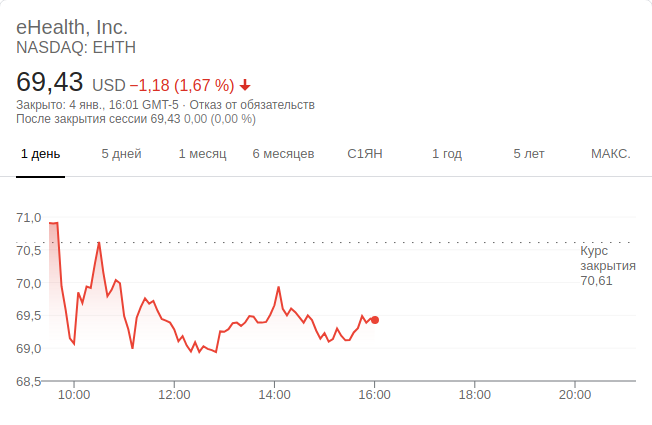 eHealth, Inc.
NASDAQ: EHTH
69,43 USD −1,18 (1,67 %)
Закрыто: 4 янв., 16:01 GMT-5 · Отказ от обязательств
После закрытия сессии 69,43 0,00 (0,00 %)
1 день 5 дней 1 месяц 6 месяцев С1ЯН 1 год 5 лет МАКС.
71,0
70,5
Курс
закрытия
70,61
70,0
69,5
69,0
68,5
10:00 12:00 14:00 16:00 18:00 20:00